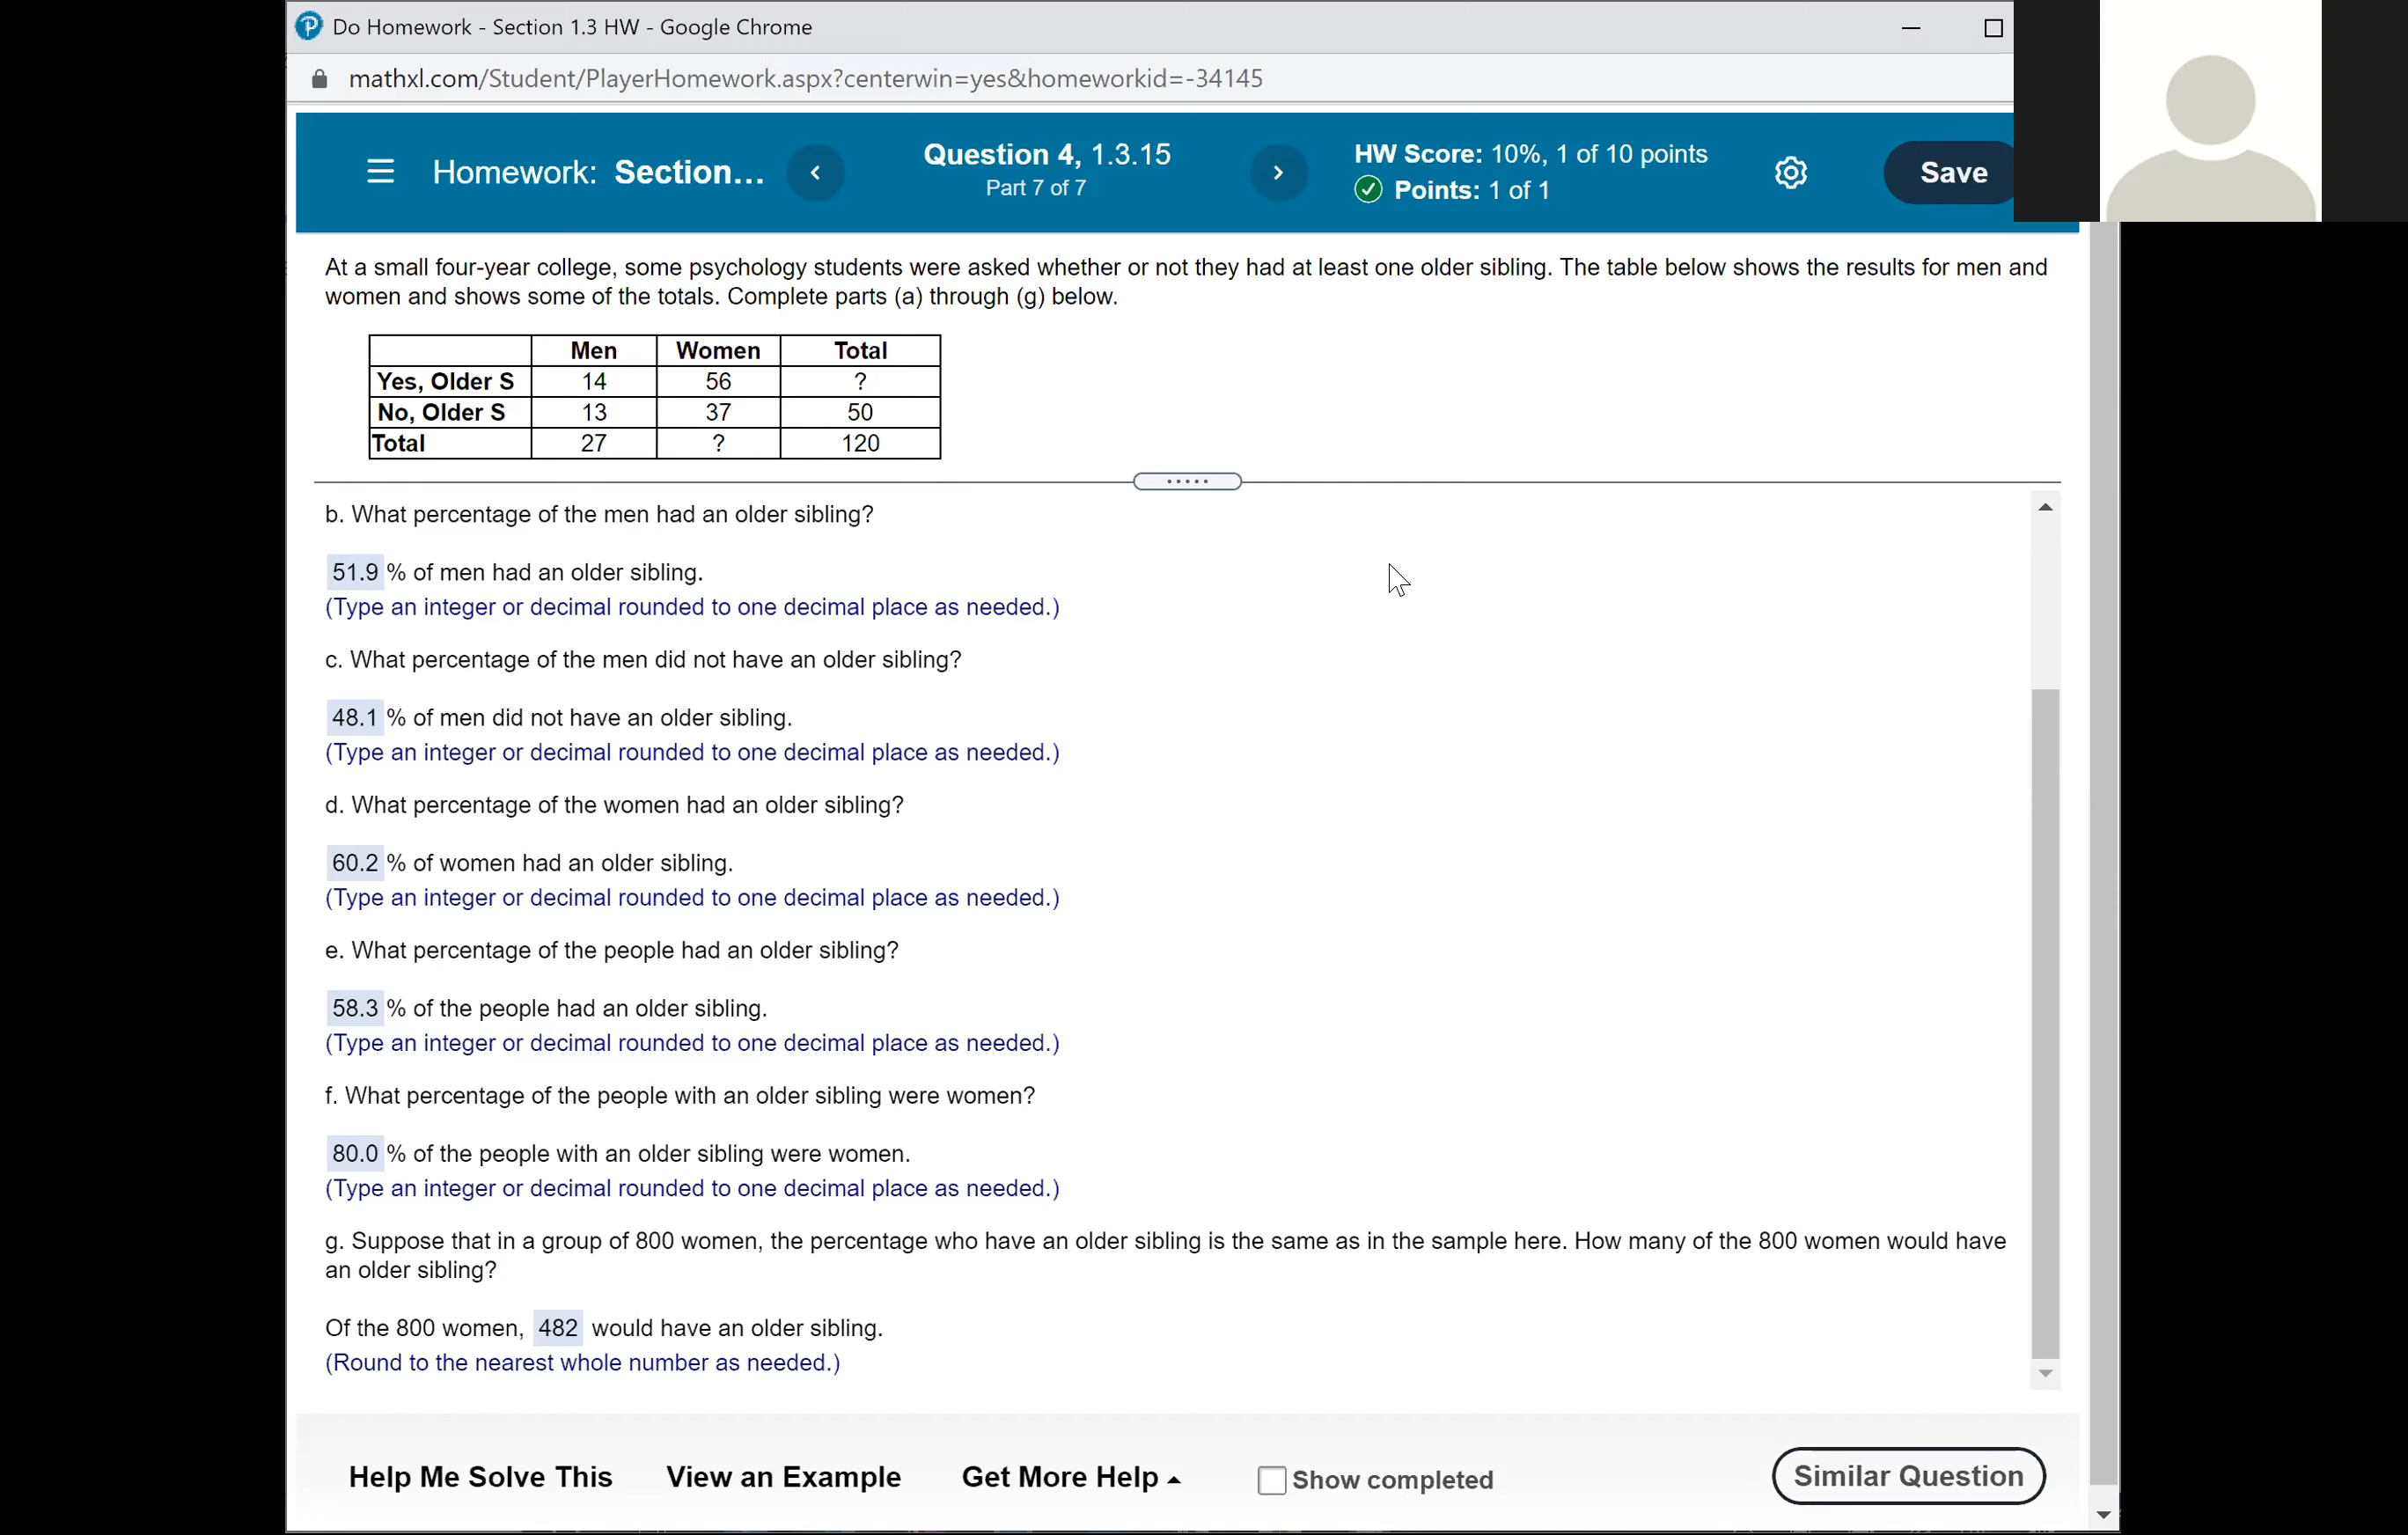 Do Homework - Section 1.3 HW - Google Chrome
mathxl.com/Student/PlayerHomework.aspx?centerwin=yes&homeworkid=-34145
Homework: Section...
Question 4, 1.3.15
Part 7 of 7
HW Score: 10%, 1 of 10 points
Points: 1 of 1
Save
At a small four-year college, some psychology students were asked whether or not they had at least one older sibling. The table below shows the results for men and
women and shows some of the totals. Complete parts (a) through (g) below.
Men Women Total
Yes, Older S 14 56 ?
No, Older S 13 37 50
Total 27 ? 120
b. What percentage of the men had an older sibling?
51.9 % of men had an older sibling.
(Type an integer or decimal rounded to one decimal place as needed.)
c. What percentage of the men did not have an older sibling?
48.1 % of men did not have an older sibling.
(Type an integer or decimal rounded to one decimal place as needed.)
d. What percentage of the women had an older sibling?
60.2 % of women had an older sibling.
(Type an integer or decimal rounded to one decimal place as needed.)
e. What percentage of the people had an older sibling?
58.3 % of the people had an older sibling.
(Type an integer or decimal rounded to one decimal place as needed.)
f. What percentage of the people with an older sibling were women?
80.0 % of the people with an older sibling were women.
(Type an integer or decimal rounded to one decimal place as needed.)
g. Suppose that in a group of 800 women, the percentage who have an older sibling is the same as in the sample here. How many of the 800 women would have
an older sibling?
Of the 800 women, 482 would have an older sibling.
(Round to the nearest whole number as needed.)
Help Me Solve This View an Example Get More Help Show completed Similar Question